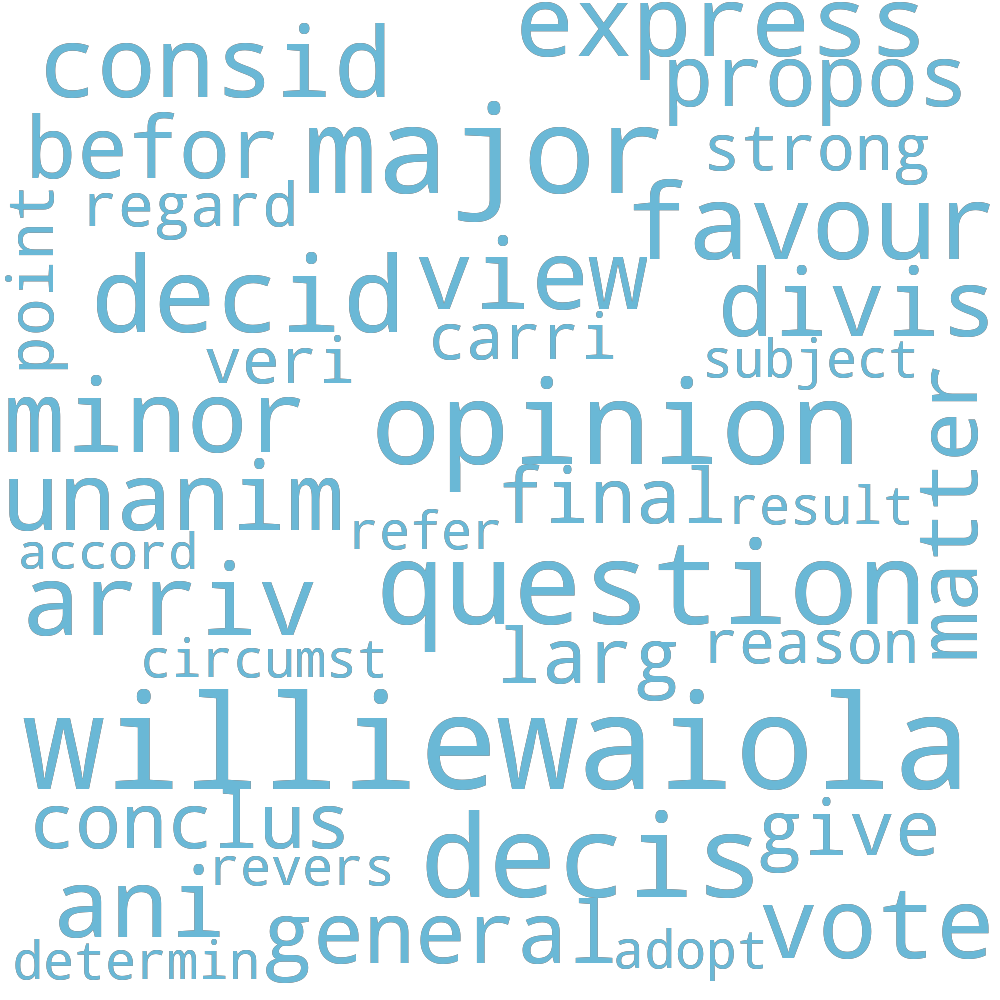 express
consid
propos
befor
major
strong
regard
point
favour
decid
view
divis
carri
veri
subject
minor
opinion
matter
unanim
final
result
refer
accord
question
arriv
circumst
larg
reason
williewaiola
conclus
decis
give
revers
ani
general
vote
determin
adopt